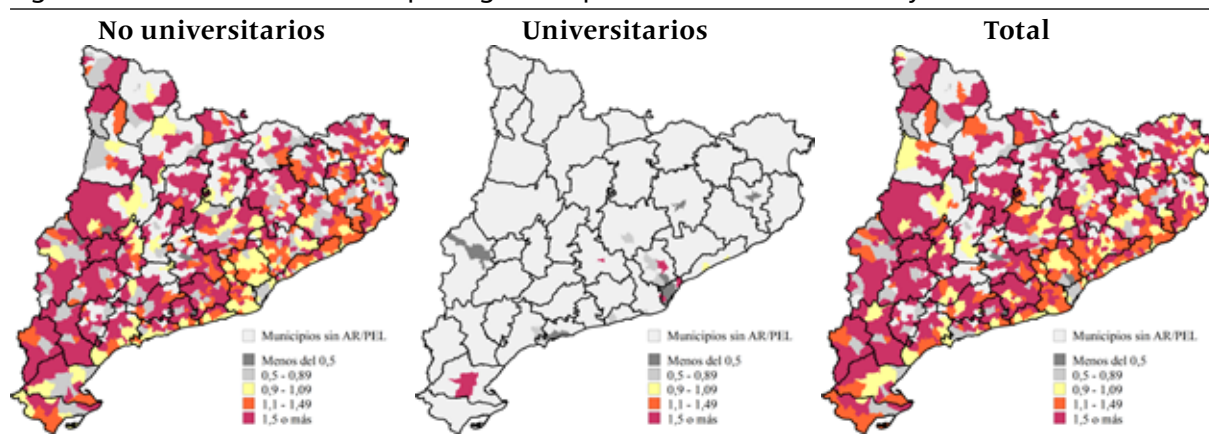 No universitarios
Universitarios
Total
Municipios sin AR/PEL
Menos del 0,5
0,5 - 0,89
0,9 - 1,09
1,1 - 1,49
1,5 o más
Municipios sin AR/PEL
Menos del 0,5
0,5 - 0,89
0,9 - 1,09
1,1 - 1,49
1,5 o más
Municipios sin AR/PEL
Menos del 0,5
0,5 - 0,89
0,9 - 1,09
1,1 - 1,49
1,5 o más